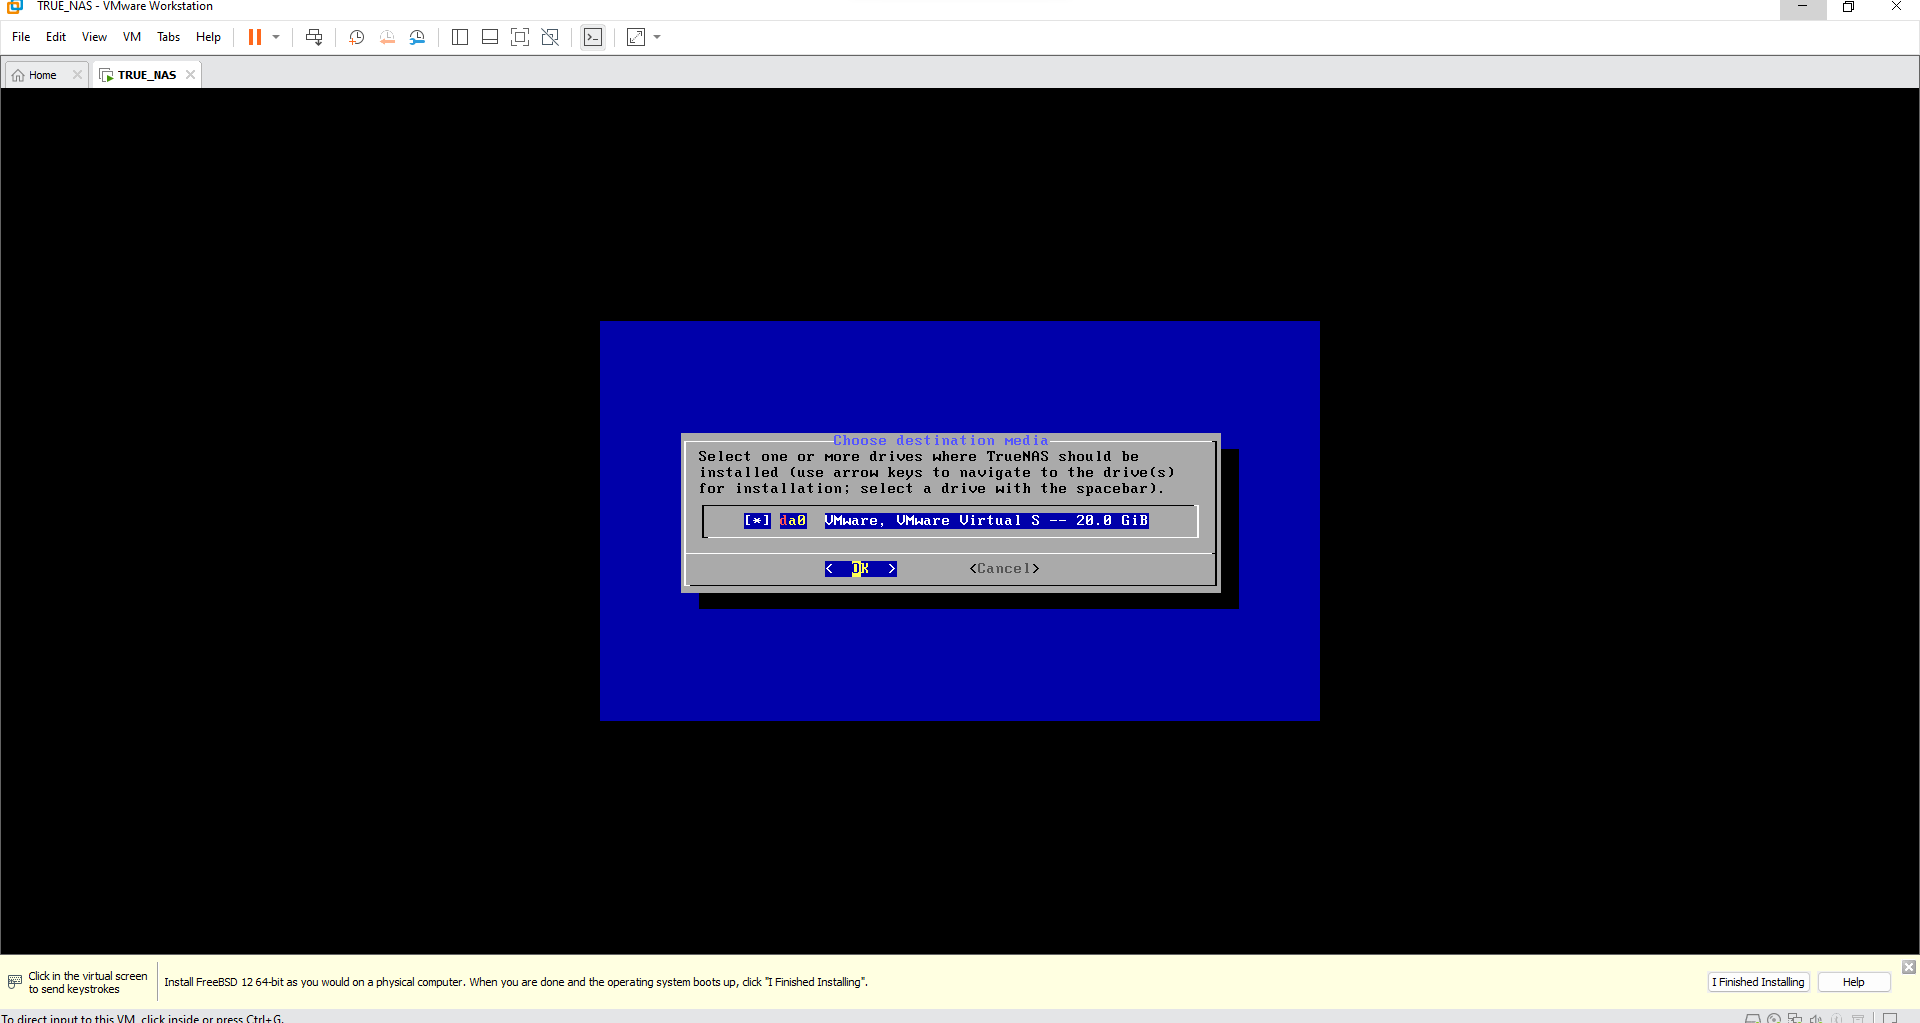 TRUE_NAS - VMware Workstation
File Edit View VM Tabs Help
Home TRUE_NAS
Choose destination media
Select one or more drives where TrueNAS should be
installed (use arrow keys to navigate to the drive(s)
for installation; select a drive with the spacebar).
[*] da0 VMware, VMware Virtual S -- 20.0 GiB
< OK > <Cancel>
Click in the virtual screen
to send keystrokes
Install FreeBSD 12 64-bit as you would on a physical computer. When you are done and the operating system boots up, click "I Finished Installing".
I Finished Installing Help
To direct input to this VM, click inside or press Ctrl+G.